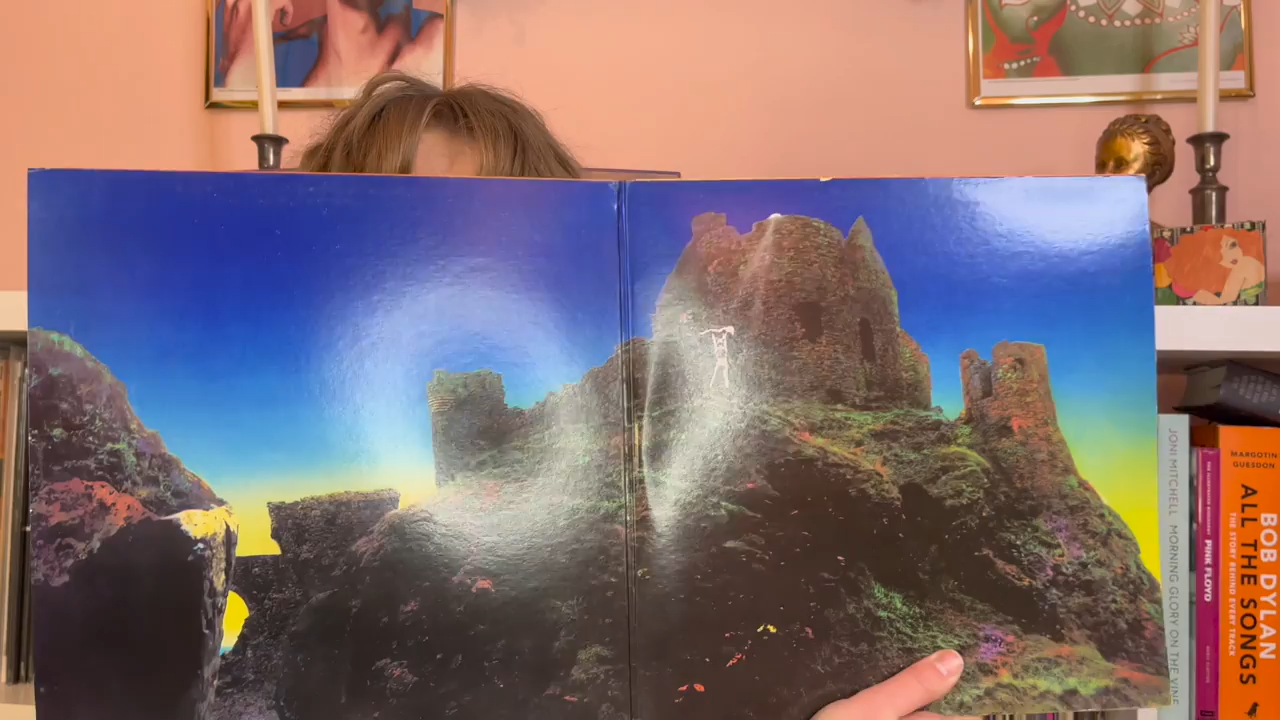 JONI MITCHELL MORNING GLORY ON THE VINE
PINK FLOYD
MARGOTIN
GUESDON
BOB DYLAN
ALL THE SONGS
THE STORY BEHIND EVERY TRACK